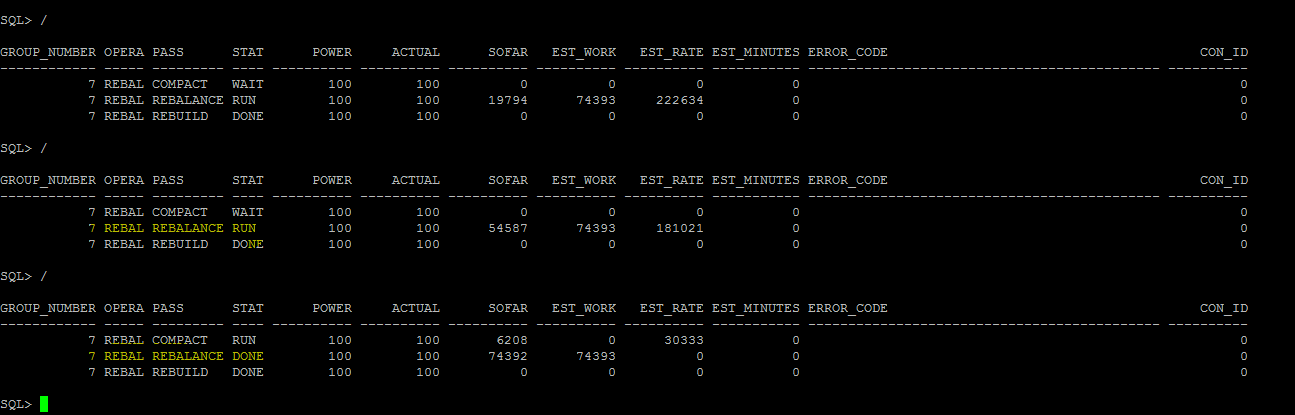 SQL> /
GROUP_NUMBER OPERA PASS      STAT      POWER     ACTUAL      SOFAR   EST_WORK   EST_RATE EST_MINUTES ERROR_CODE                                       CON_ID
------------ ----- --------- ---- ---------- ---------- ---------- ---------- ---------- ----------- -------------------------------------------- ----------
           7 REBAL COMPACT   WAIT        100        100          0          0          0           0                                                       0
           7 REBAL REBALANCE RUN         100        100      19794      74393     222634           0                                                       0
           7 REBAL REBUILD   DONE        100        100          0          0          0           0                                                       0
SQL> /
GROUP_NUMBER OPERA PASS      STAT      POWER     ACTUAL      SOFAR   EST_WORK   EST_RATE EST_MINUTES ERROR_CODE                                       CON_ID
------------ ----- --------- ---- ---------- ---------- ---------- ---------- ---------- ----------- -------------------------------------------- ----------
           7 REBAL COMPACT   WAIT        100        100          0          0          0           0                                                       0
           7 REBAL REBALANCE RUN         100        100      54587      74393     181021           0                                                       0
           7 REBAL REBUILD   DONE        100        100          0          0          0           0                                                       0
SQL> /
GROUP_NUMBER OPERA PASS      STAT      POWER     ACTUAL      SOFAR   EST_WORK   EST_RATE EST_MINUTES ERROR_CODE                                       CON_ID
------------ ----- --------- ---- ---------- ---------- ---------- ---------- ---------- ----------- -------------------------------------------- ----------
           7 REBAL COMPACT   RUN         100        100       6208          0      30333           0                                                       0
           7 REBAL REBALANCE DONE        100        100      74392      74393          0           0                                                       0
           7 REBAL REBUILD   DONE        100        100          0          0          0           0                                                       0
SQL>